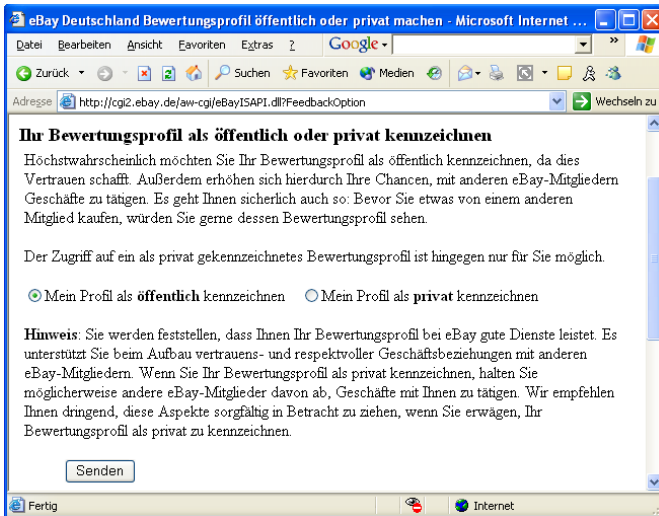 eBay Deutschland Bewertungsprofil öffentlich oder privat machen - Microsoft Internet ...
Datei Bearbeiten Ansicht Favoriten Extras ? Google
Zurück Suchen Favoriten Medien
Adresse http://cgi2.ebay.de/aw-cgi/eBayISAPI.dll?FeedbackOption Wechseln zu
Ihr Bewertungsprofil als öffentlich oder privat kennzeichnen
Höchstwahrscheinlich möchten Sie Ihr Bewertungsprofil als öffentlich kennzeichnen, da dies
Vertrauen schafft. Außerdem erhöhen sich hierdurch Ihre Chancen, mit anderen eBay-Mitgliedern
Geschäfte zu tätigen. Es geht Ihnen sicherlich auch so: Bevor Sie etwas von einem anderen
Mitglied kaufen, würden Sie gerne dessen Bewertungsprofil sehen.
Der Zugriff auf ein als privat gekennzeichnetes Bewertungsprofil ist hingegen nur für Sie möglich.
Mein Profil als öffentlich kennzeichnen Mein Profil als privat kennzeichnen
Hinweis: Sie werden feststellen, dass Ihnen Ihr Bewertungsprofil bei eBay gute Dienste leistet. Es
unterstützt Sie beim Aufbau vertrauens- und respektvoller Geschäftsbeziehungen mit anderen
eBay-Mitgliedern. Wenn Sie Ihr Bewertungsprofil als privat kennzeichnen, halten Sie
möglicherweise andere eBay-Mitglieder davon ab, Geschäfte mit Ihnen zu tätigen. Wir empfehlen
Ihnen dringend, diese Aspekte sorgfältig in Betracht zu ziehen, wenn Sie erwägen, Ihr
Bewertungsprofil als privat zu kennzeichnen.
Senden
Fertig Internet